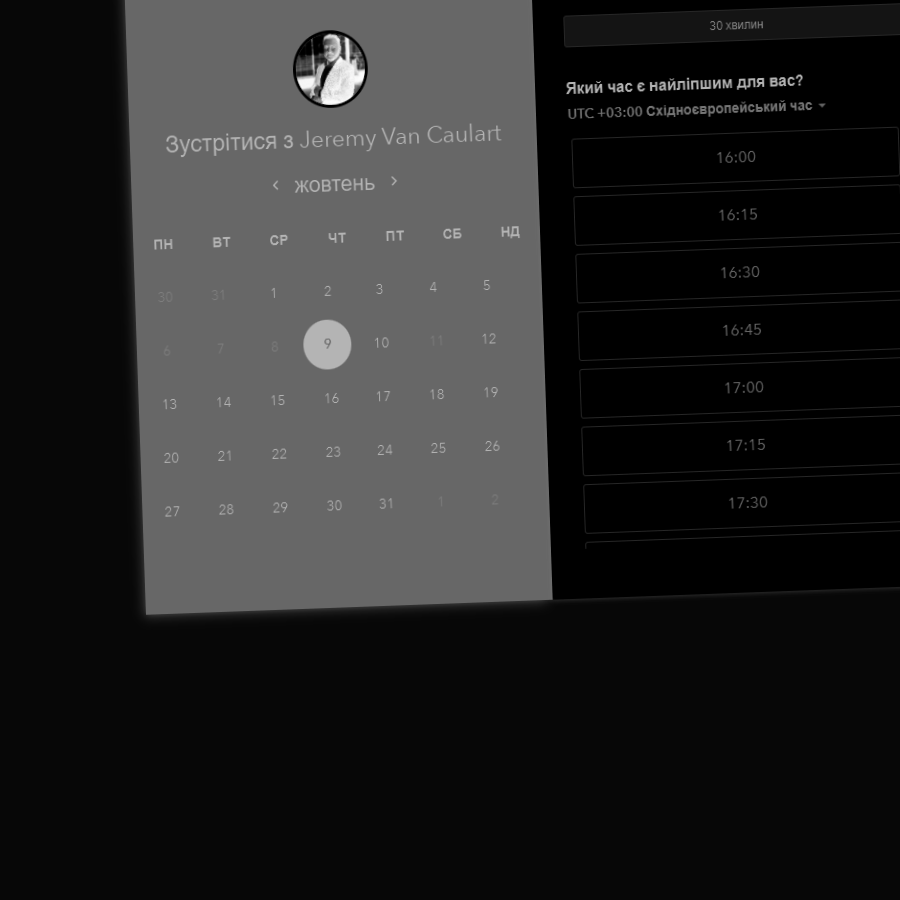 Зустрітися з Jeremy Van Caulart
жовтень
ПН ВТ СР ЧТ ПТ СБ НД
30 31 1 2 3 4 5
6 7 8 9 10 11 12
13 14 15 16 17 18 19
20 21 22 23 24 25 26
27 28 29 30 31 1 2
30 хвилин
Який час є найліпшим для вас?
UTC +03:00 Східноєвропейський час
16:00
16:15
16:30
16:45
17:00
17:15
17:30